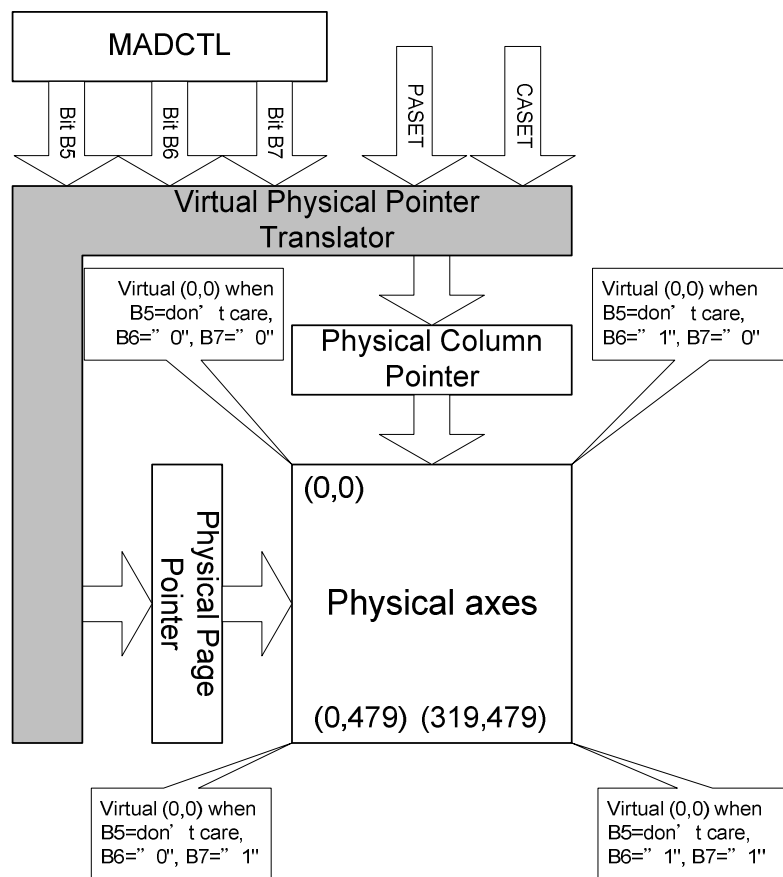 MADCTL
Bit B5
Bit B6
Bit B7
PASET
CASET
Virtual Physical Pointer
Translator
Virtual (0,0) when
B5=don’ t care,
B6=” 0", B7=” 0"
Virtual (0,0) when
B5=don’ t care,
B6=” 1", B7=” 0"
Physical Column
Pointer
Physical Page
Pointer
(0,0)
Physical axes
(0,479) (319,479)
Virtual (0,0) when
B5=don’ t care,
B6=” 0", B7=” 1"
Virtual (0,0) when
B5=don’ t care,
B6=” 1", B7=” 1"